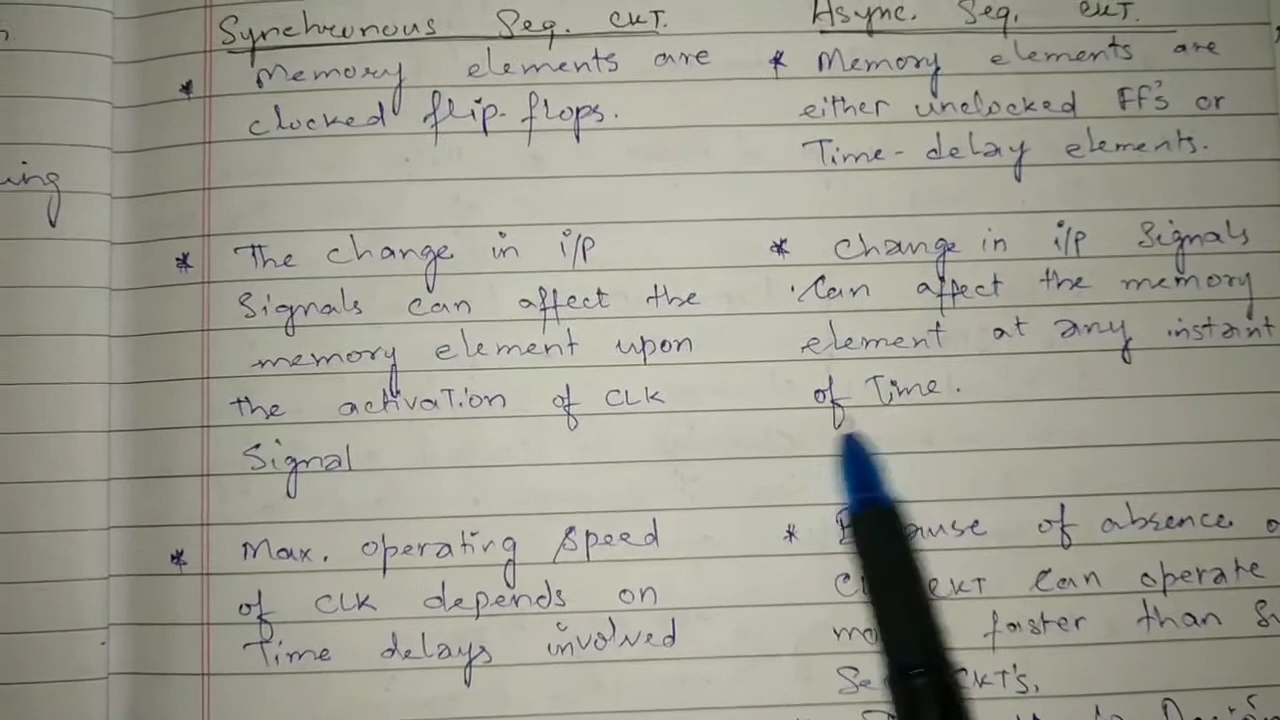 Synchronous Seq. CKT.
* Memory elements are
clocked flip-flops.
* The change in i/p
Signals can affect the
memory element upon
the activation of CLK
Signal
* Max. operating speed
of CLK depends on
Time delays involved
Async. Seq. CKT.
* Memory elements are
either unclocked FF's or
Time-delay elements.
* Change in i/p Signals
Can affect the memory
element at any instant
of Time.
* of absence
CKT Can operate
faster than
CKT's.
ing